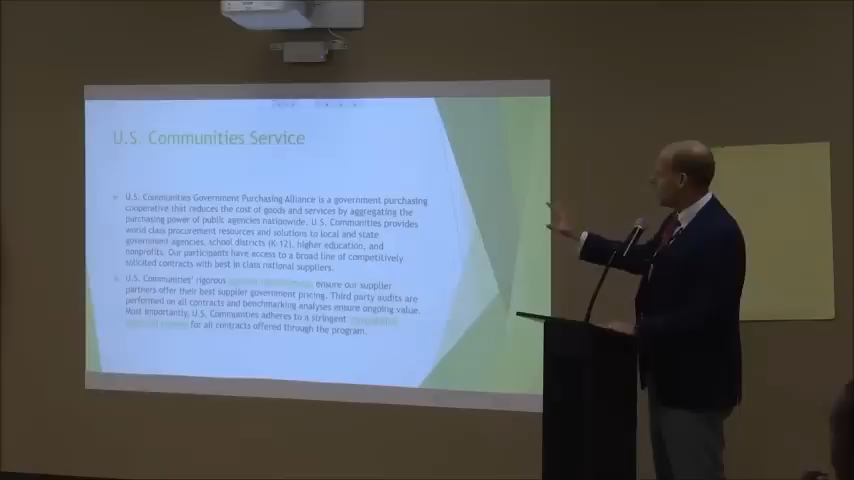 U.S. Communities Service
U.S. Communities Government Purchasing Alliance is a government purchasing
cooperative that reduces the cost of goods and services by aggregating the
purchasing power of public agencies nationwide. U.S. Communities provides
world class procurement resources and solutions to local and state
government agencies, school districts (K-12), higher education, and
nonprofits. Our participants have access to a broad line of competitively
solicited contracts with best in class national suppliers.
U.S. Communities' rigorous ensure our supplier
partners offer their best supplier government pricing. Third party audits are
performed on all contracts and benchmarking analyses ensure ongoing value.
Most importantly, U.S. Communities adheres to a stringent
for all contracts offered through the program.